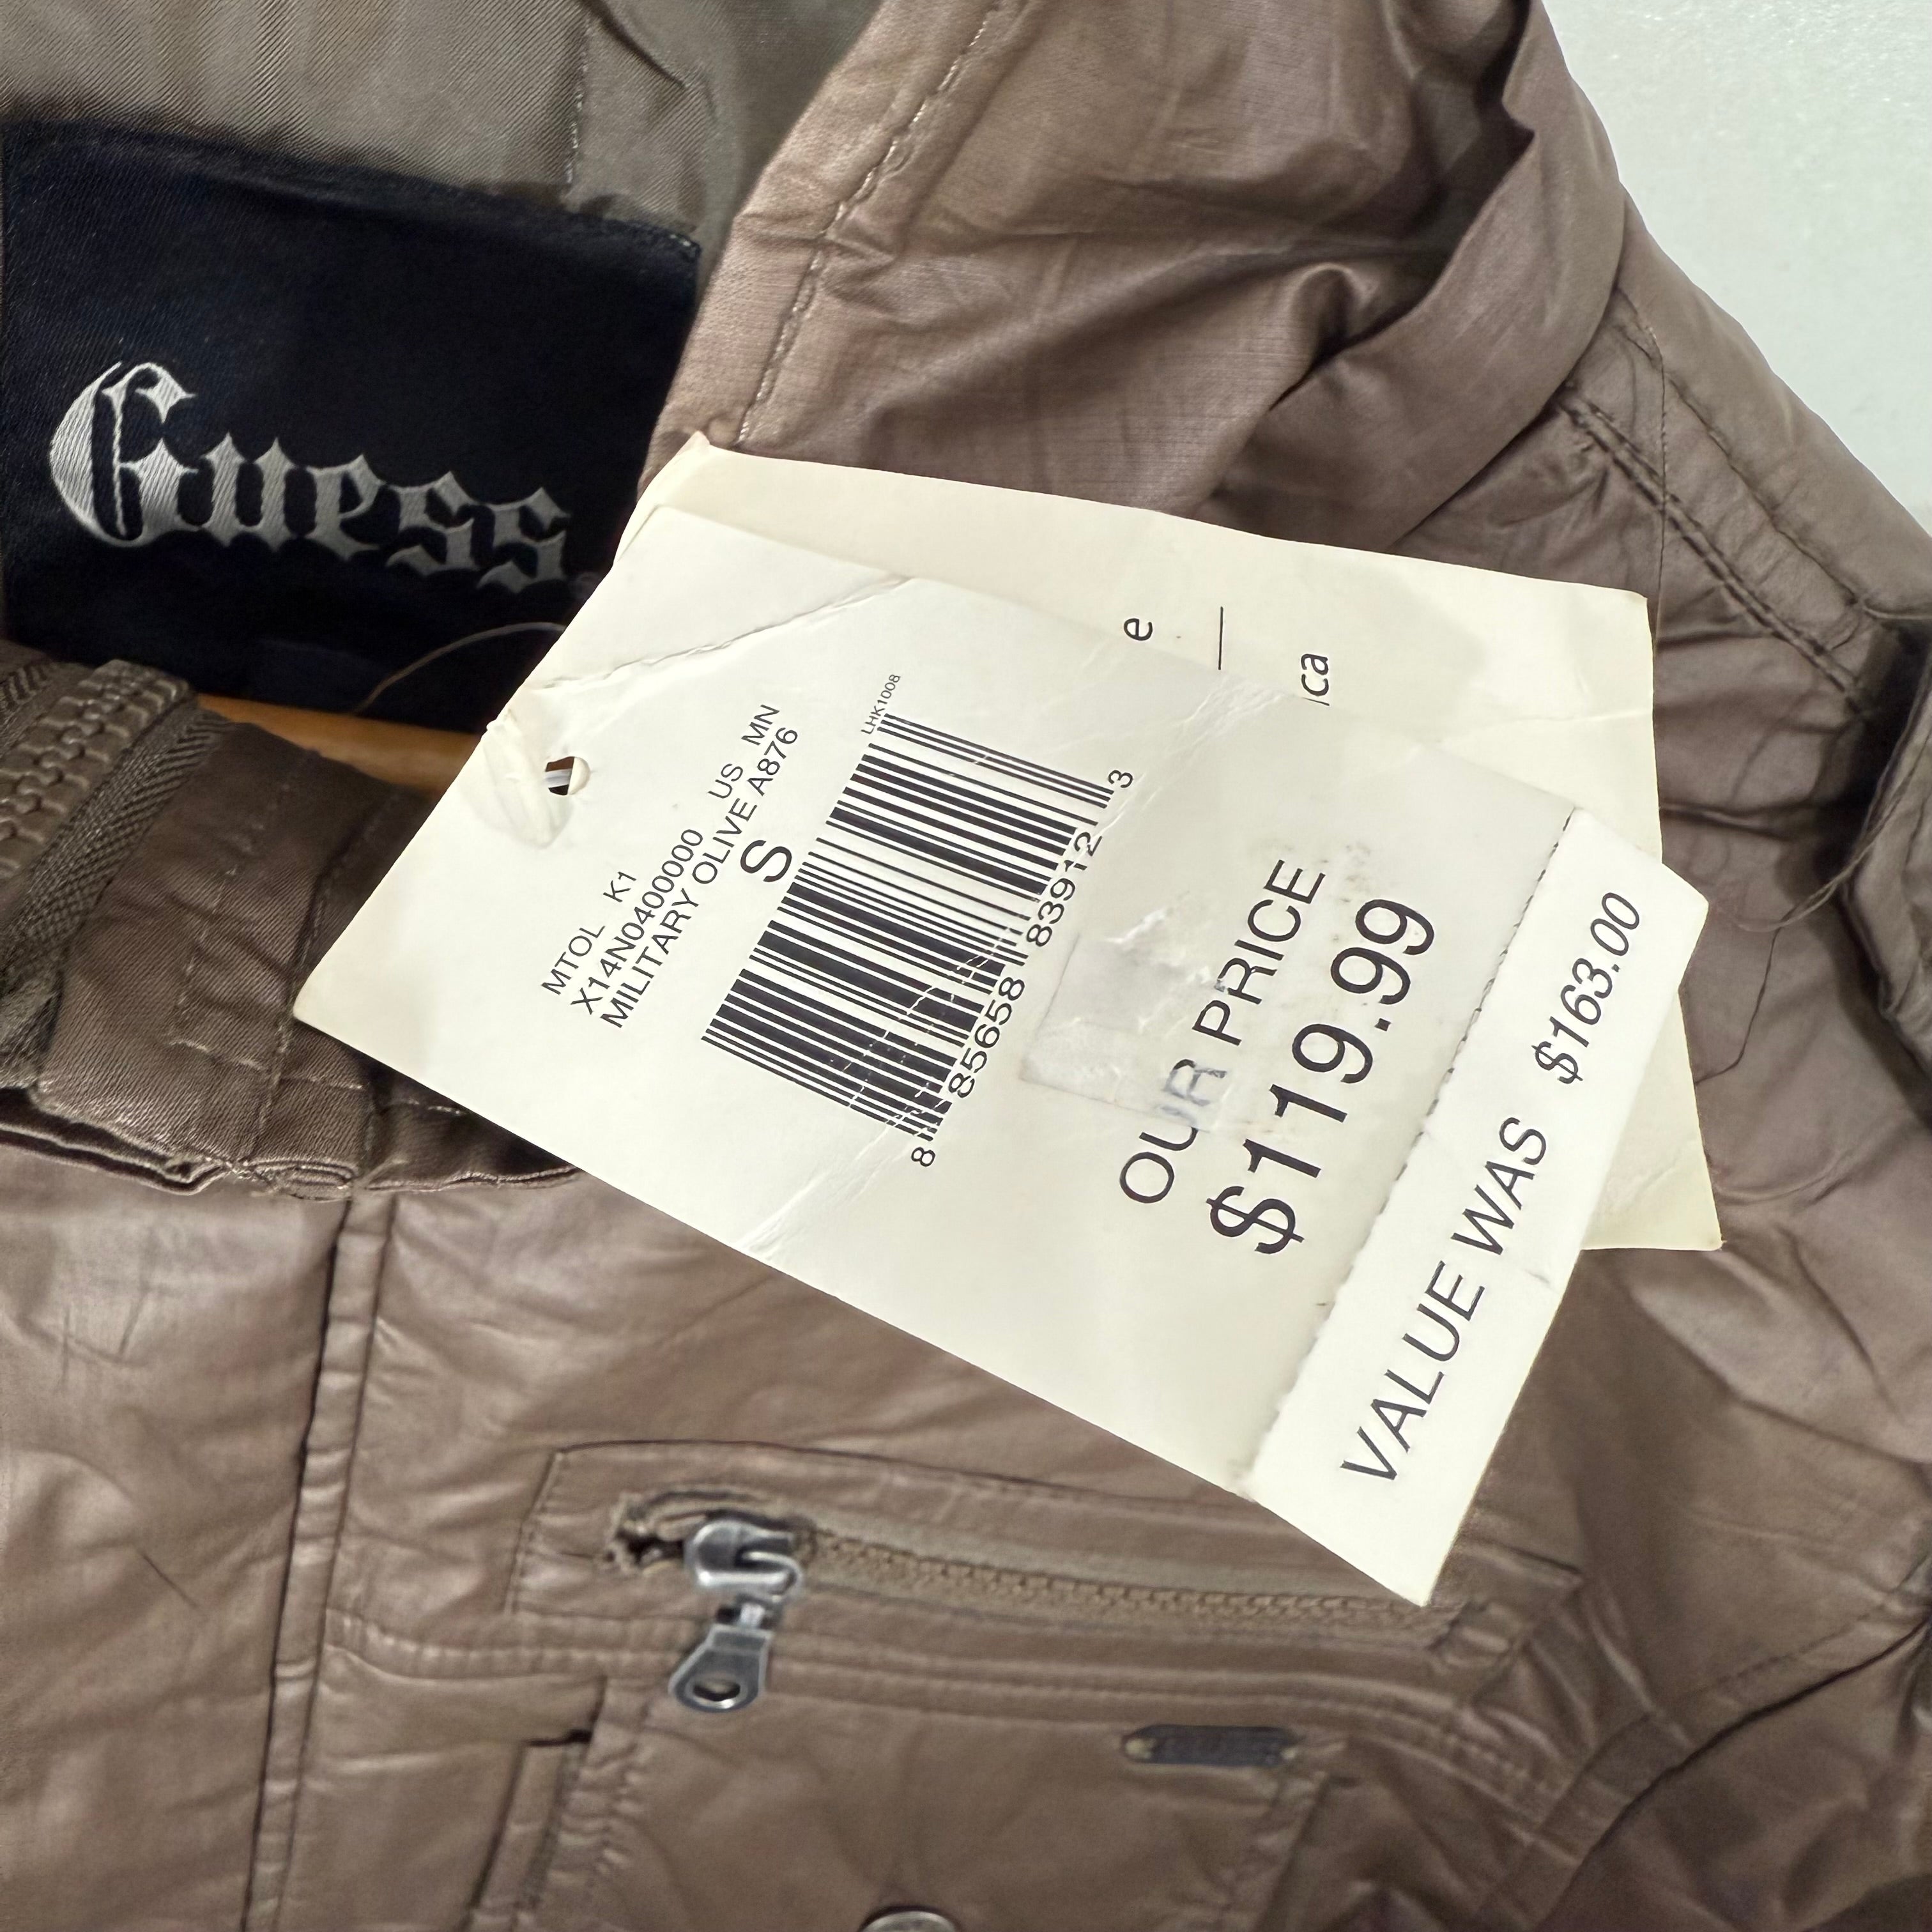 Guess
MTOL K1
X14N0400000 US MN
MILITARY OLIVE A876
S
LHK1008
8 85658 83912 3
OUR PRICE
$119.99
VALUE WAS $163.00
e
ca